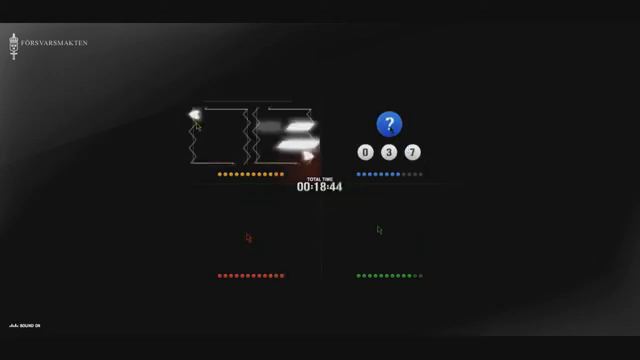 FÖRSVARSMAKTEN
?
0 3 7
TOTAL TIME
00:18:44
SOUND ON